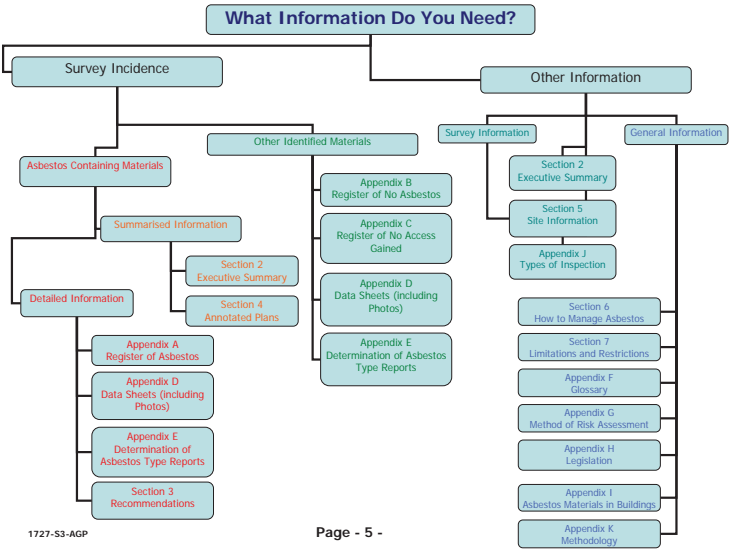 What Information Do You Need?
Survey Incidence
Other Information
Asbestos Containing Materials
Other Identified Materials
Survey Information
General Information
Summarised Information
Section 2
Executive Summary
Section 4
Annotated Plans
Detailed Information
Appendix A
Register of Asbestos
Appendix D
Data Sheets (including
Photos)
Appendix E
Determination of
Asbestos Type Reports
Section 3
Recommendations
Appendix B
Register of No Asbestos
Appendix C
Register of No Access
Gained
Appendix D
Data Sheets (including
Photos)
Appendix E
Determination of Asbestos
Type Reports
Section 2
Executive Summary
Section 5
Site Information
Appendix J
Types of Inspection
Section 6
How to Manage Asbestos
Section 7
Limitations and Restrictions
Appendix F
Glossary
Appendix G
Method of Risk Assessment
Appendix H
Legislation
Appendix I
Asbestos Materials in Buildings
Appendix K
Methodology
1727-S3-AGP
Page - 5 -